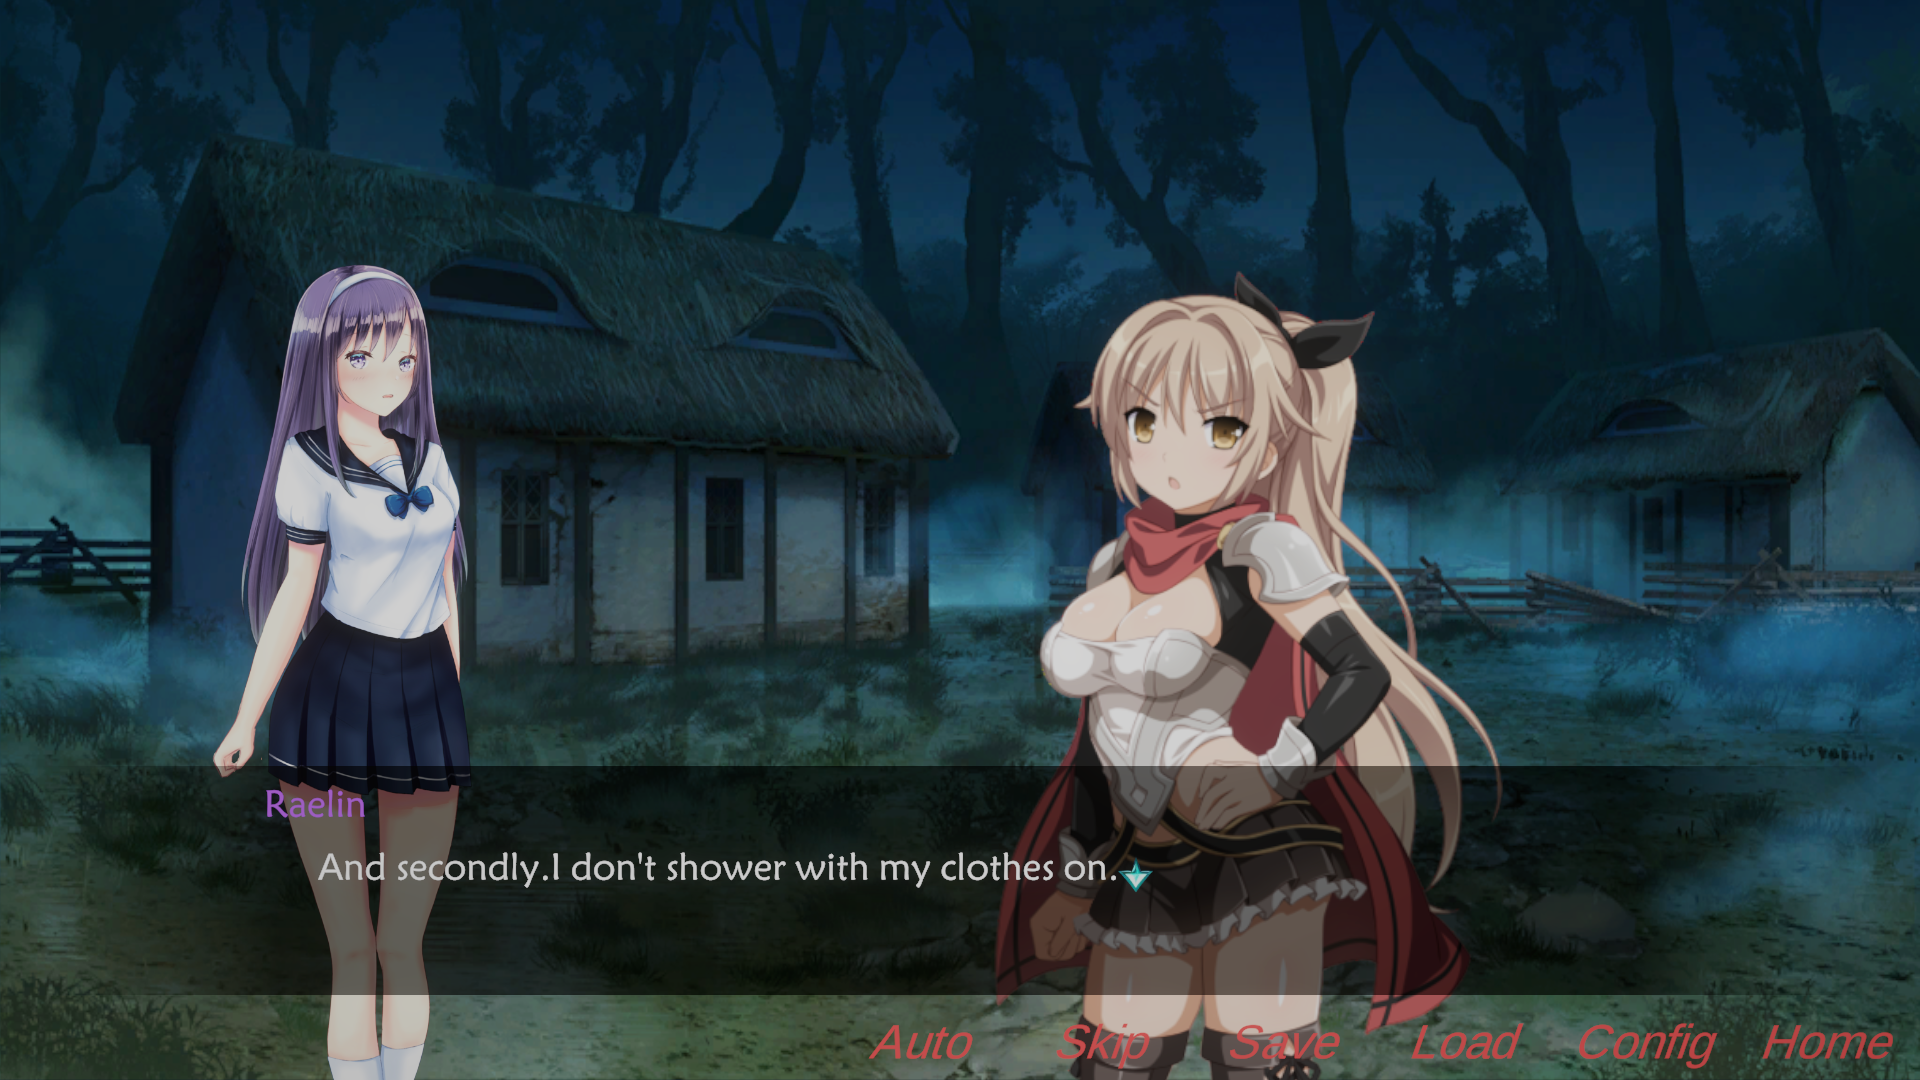 Raelin
And secondly.I don't shower with my clothes on.
Auto Skip Save Load Config Home